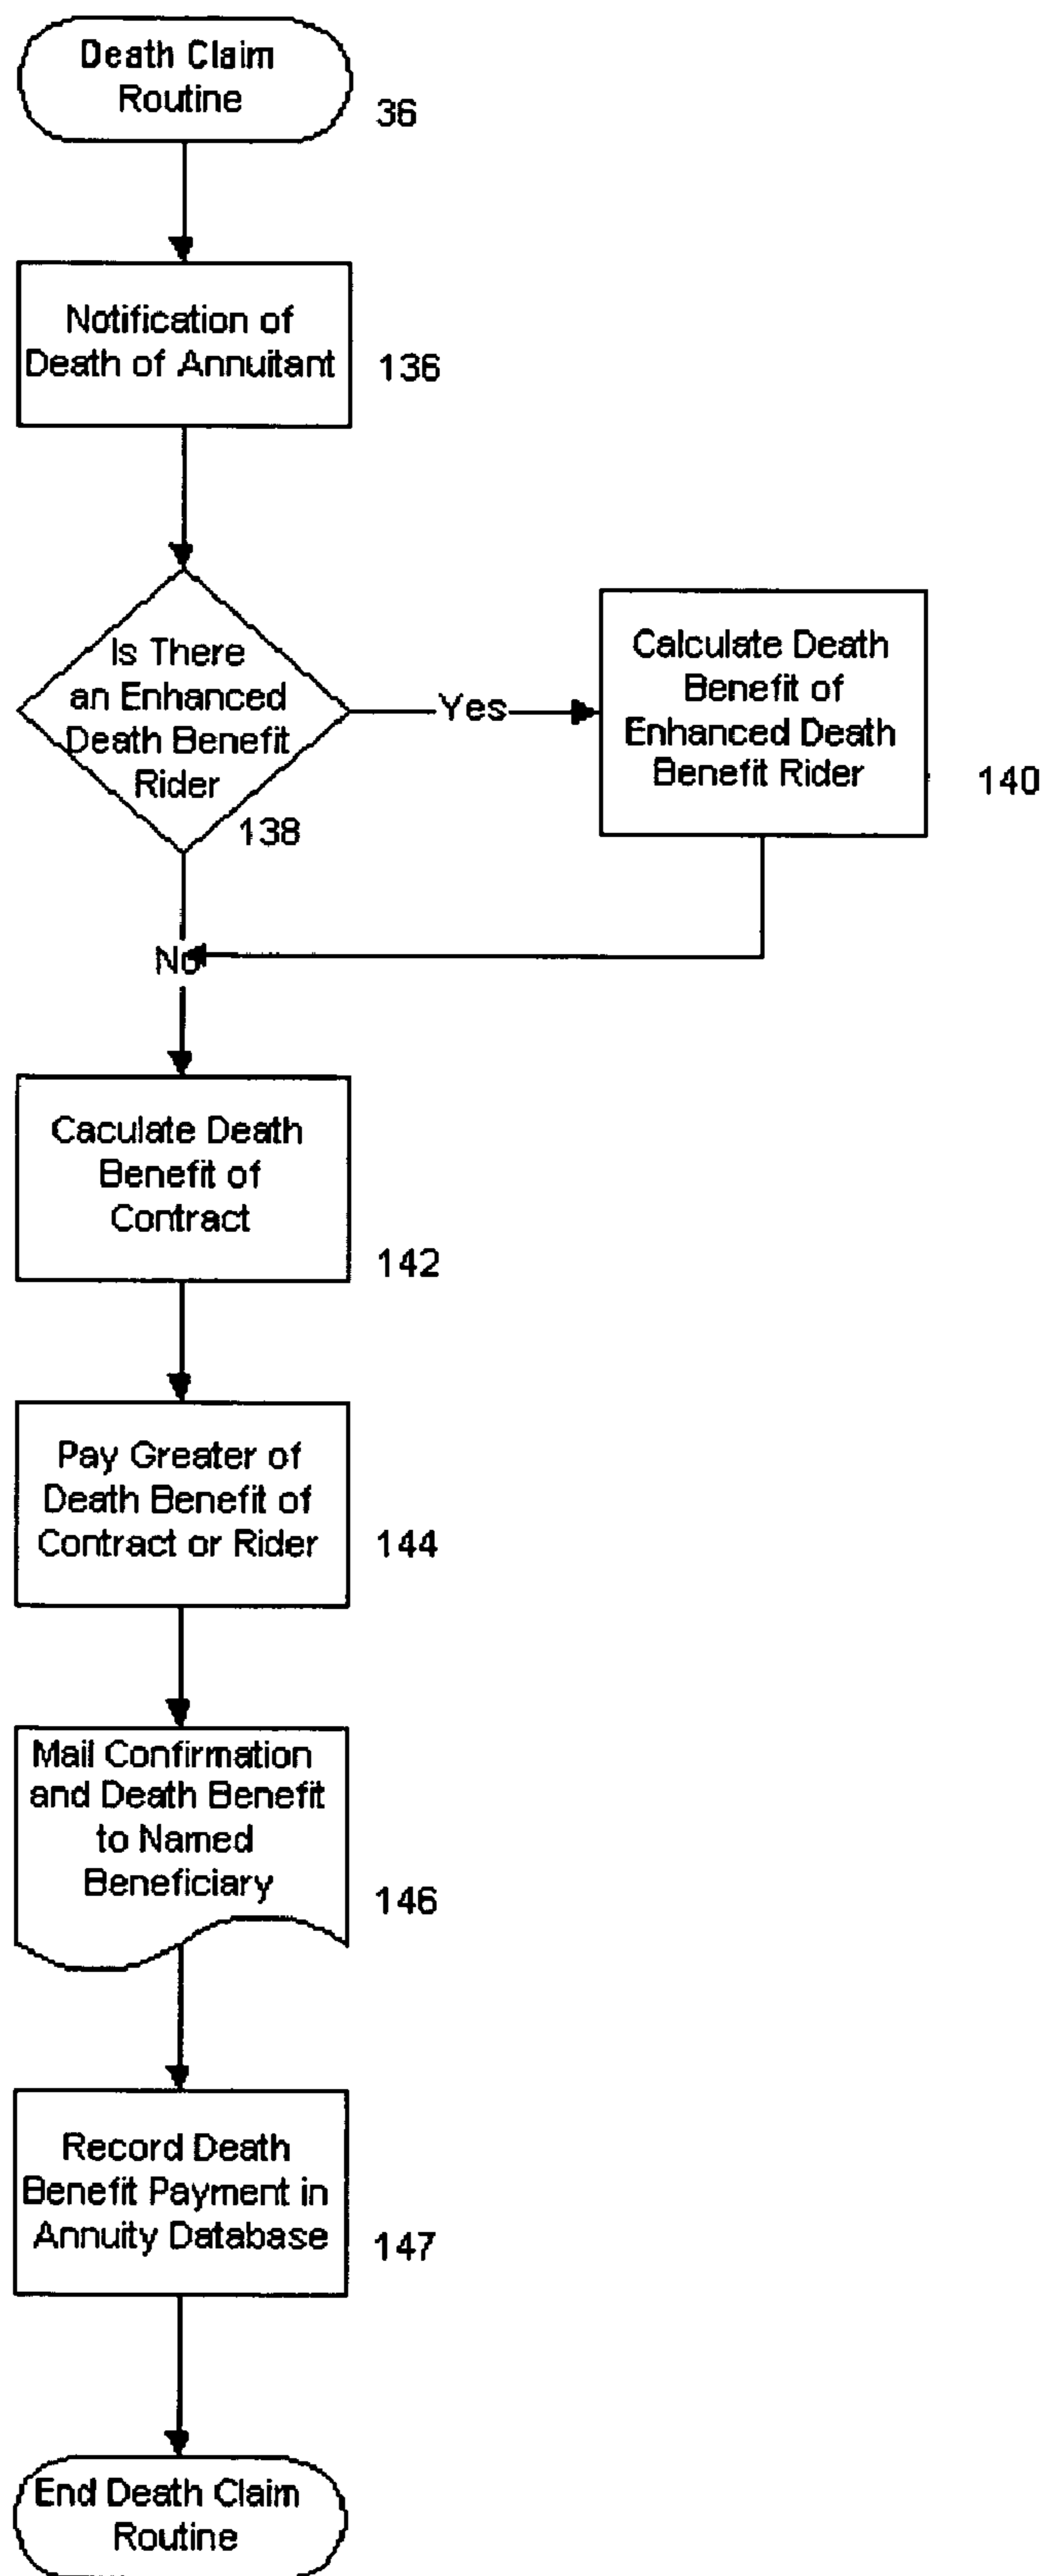 Death Claim
Routine
36
Notification of
Death of Annuitant
136
Is There
an Enhanced
Death Benefit
Rider
138
Yes
Calculate Death
Benefit of
Enhanced Death
Benefit Rider
140
No
Caculate Death
Benefit of
Contract
142
Pay Greater of
Death Benefit of
Contract or Rider
144
Mail Confirmation
and Death Benefit
to Named
Beneficiary
146
Record Death
Benefit Payment in
Annuity Database
147
End Death Claim
Routine